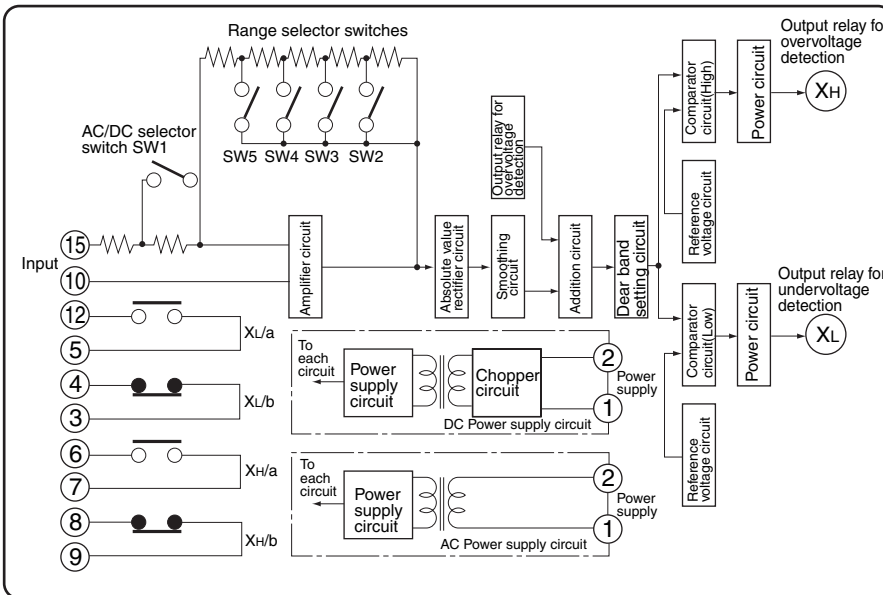 Range selector switches
Output relay fo
overvoltage
detection
AC/DC selector
switch SW1
SW5 SW4 SW3 SW2
Output relay for
overvoltage
detection
Comparator
circuit(High)
Power circuit
XH
Reference
voltage circuit
Input
15
10
Amplifier circuit
Absolute value
rectifier circuit
Smoothing
circuit
Addition circuit
Dear band
setting circuit
Output relay for
undervoltage
detection
Comparator
circuit(Low)
Power circuit
XL
Reference
voltage circuit
12
5
XL/a
4
3
XL/b
6
7
XH/a
8
9
XH/b
To
each
circuit
Power
supply
circuit
Chopper
circuit
2
Power
supply
1
DC Power supply circuit
To
each
circuit
Power
supply
circuit
2
Power
supply
1
AC Power supply circuit